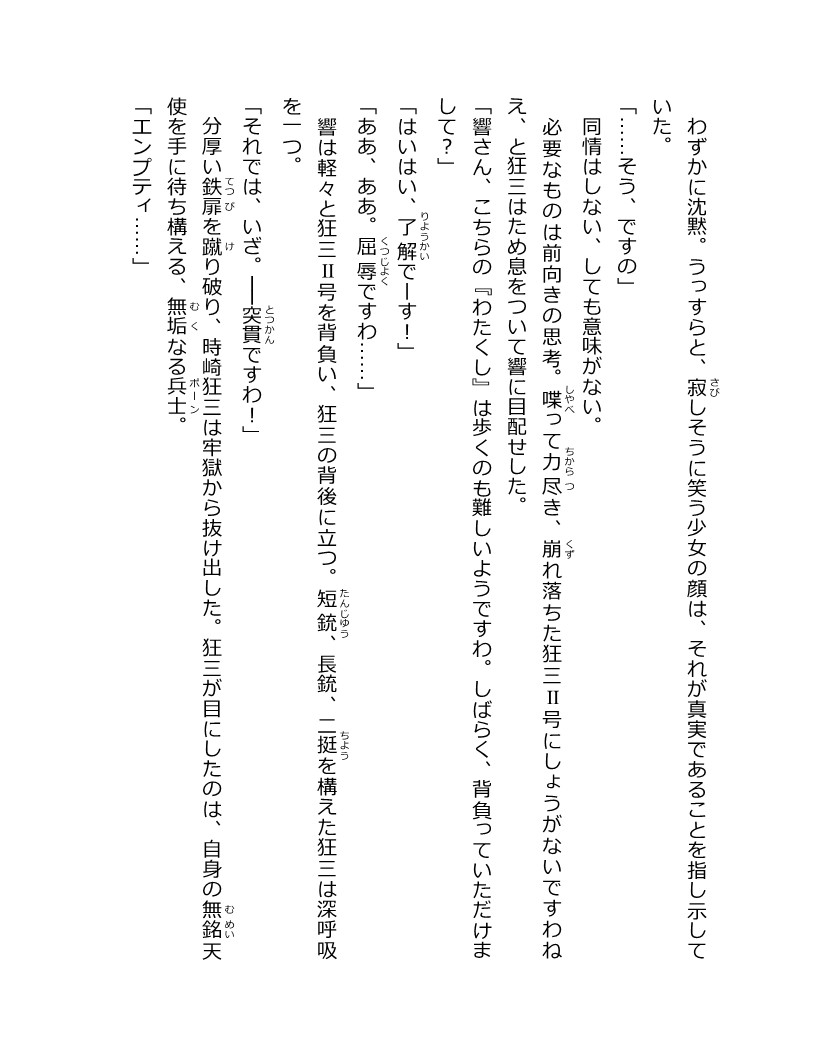 わずかに沈黙。うっすらと、寂しそうに笑う少女の顔は、それが真実であることを指し示して
いた。
「……そう、ですの」
同情はしない、しても意味がない。
必要なものは前向きの思考。喋って力尽き、崩れ落ちた狂三Ⅱ号にしょうがないですわね
え、と狂三はため息をついて響に目配せした。
「響さん、こちらの『わたくし』は歩くのも難しいようですわ。しばらく、背負っていただけま
して？」
「はいはい、了解でーす！」
「ああ、ああ。屈辱ですわ……」
響は軽々と狂三Ⅱ号を背負い、狂三の背後に立つ。短銃、長銃、二挺を構えた狂三は深呼吸
を一つ。
「それでは、いざ。――突貫ですわ！」
分厚い鉄扉を蹴り破り、時崎狂三は牢獄から抜け出した。狂三が目にしたのは、自身の無銘天
使を手に待ち構える、無垢なる兵士。
「エンプティ……」